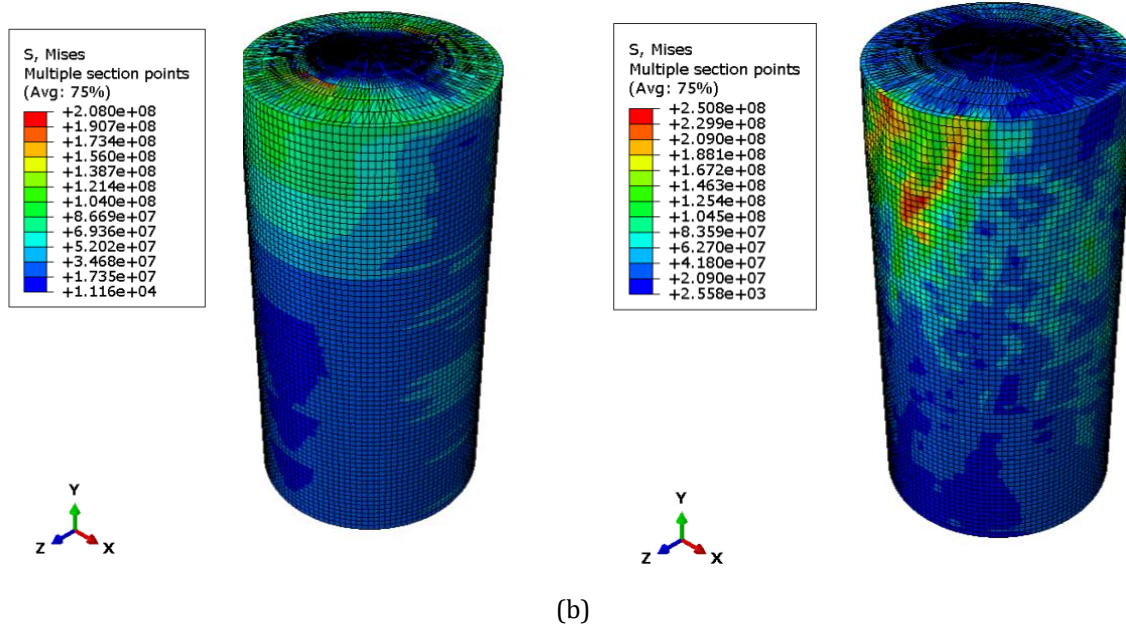 S, Mises
Multiple section points
(Avg: 75%)
+2.080e+08
+1.907e+08
+1.734e+08
+1.560e+08
+1.387e+08
+1.214e+08
+1.040e+08
+8.669e+07
+6.936e+07
+5.202e+07
+3.468e+07
+1.735e+07
+1.116e+04
Y
Z
X
S, Mises
Multiple section points
(Avg: 75%)
+2.508e+08
+2.299e+08
+2.090e+08
+1.881e+08
+1.672e+08
+1.463e+08
+1.254e+08
+1.045e+08
+8.359e+07
+6.270e+07
+4.180e+07
+2.090e+07
+2.558e+03
Y
Z
X
(b)